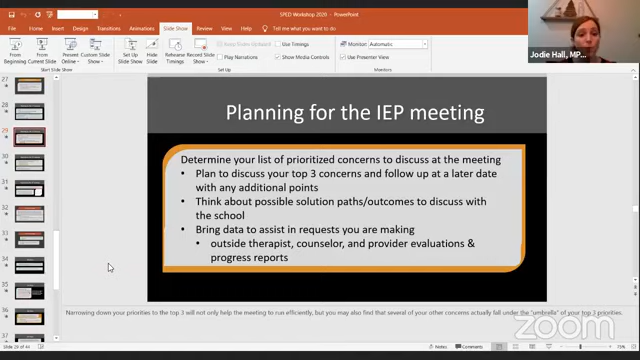 SPED Workshop 2020 - PowerPoint
File Home Insert Design Transitions Animations Slide Show Review View Help Tell me what you want to do
From Beginning
From Current Slide
Present Online
Custom Slide Show
Set Up Slide Show
Hide Slide
Rehearse Timings
Record Slide Show
Keep Slides Updated
Play Narrations
Use Timings
Show Media Controls
Monitor: Automatic
Use Presenter View
Start Slide Show
Set Up
Monitors
Jodie Hall, MP...
27
28
29
30
31
32
33
34
35
36
37
Planning for the IEP meeting
Determine your list of prioritized concerns to discuss at the meeting
• Plan to discuss your top 3 concerns and follow up at a later date
with any additional points
• Think about possible solution paths/outcomes to discuss with
the school
• Bring data to assist in requests you are making
• outside therapist, counselor, and provider evaluations &
progress reports
Narrowing down your priorities to the top 3 will not only help the meeting to run efficiently, but you may also find that several of your other concerns actually fall under the "umbrella" of your top 3 priorities.
zoom
Slide 29 of 44
Notes
Comments
75%